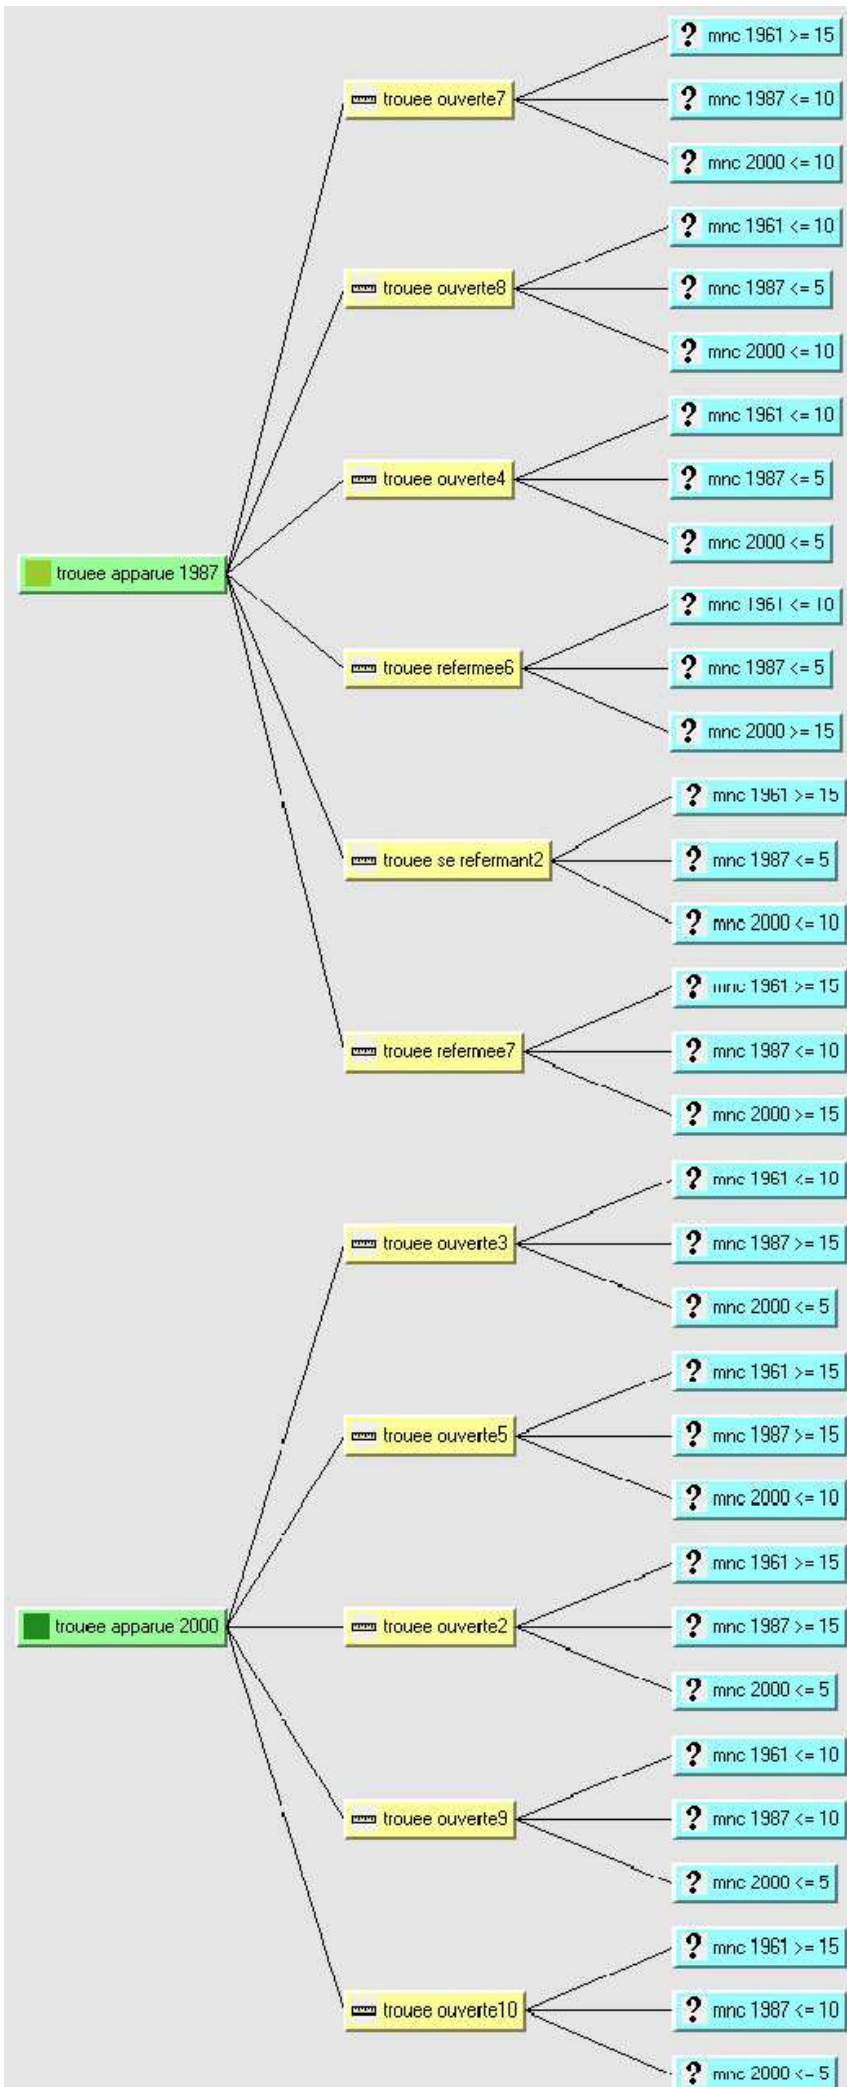 mnc 1961 >= 15
trouee ouverte7
mnc 1987 <= 10
mnc 2000 <= 10
mnc 1961 <= 10
trouee ouverte8
mnc 1987 <= 5
mnc 2000 <= 10
mnc 1961 <= 10
trouee ouverte4
mnc 1987 <= 5
mnc 2000 <= 5
trouee apparue 1987
mnc 1961 <= 10
trouee refermee6
mnc 1987 <= 5
mnc 2000 >= 15
mnc 1961 >= 15
trouee se refermant2
mnc 1987 <= 5
mnc 2000 <= 10
mnc 1961 >= 15
trouee refermee7
mnc 1987 <= 10
mnc 2000 >= 15
mnc 1961 <= 10
trouee ouverte3
mnc 1987 >= 15
mnc 2000 <= 5
mnc 1961 >= 15
trouee ouverte5
mnc 1987 >= 15
mnc 2000 <= 10
mnc 1961 >= 15
trouee apparue 2000
trouee ouverte2
mnc 1987 >= 15
mnc 2000 <= 5
mnc 1961 <= 10
trouee ouverte9
mnc 1987 <= 10
mnc 2000 <= 5
mnc 1961 >= 15
trouee ouverte10
mnc 1987 <= 10
mnc 2000 <= 5